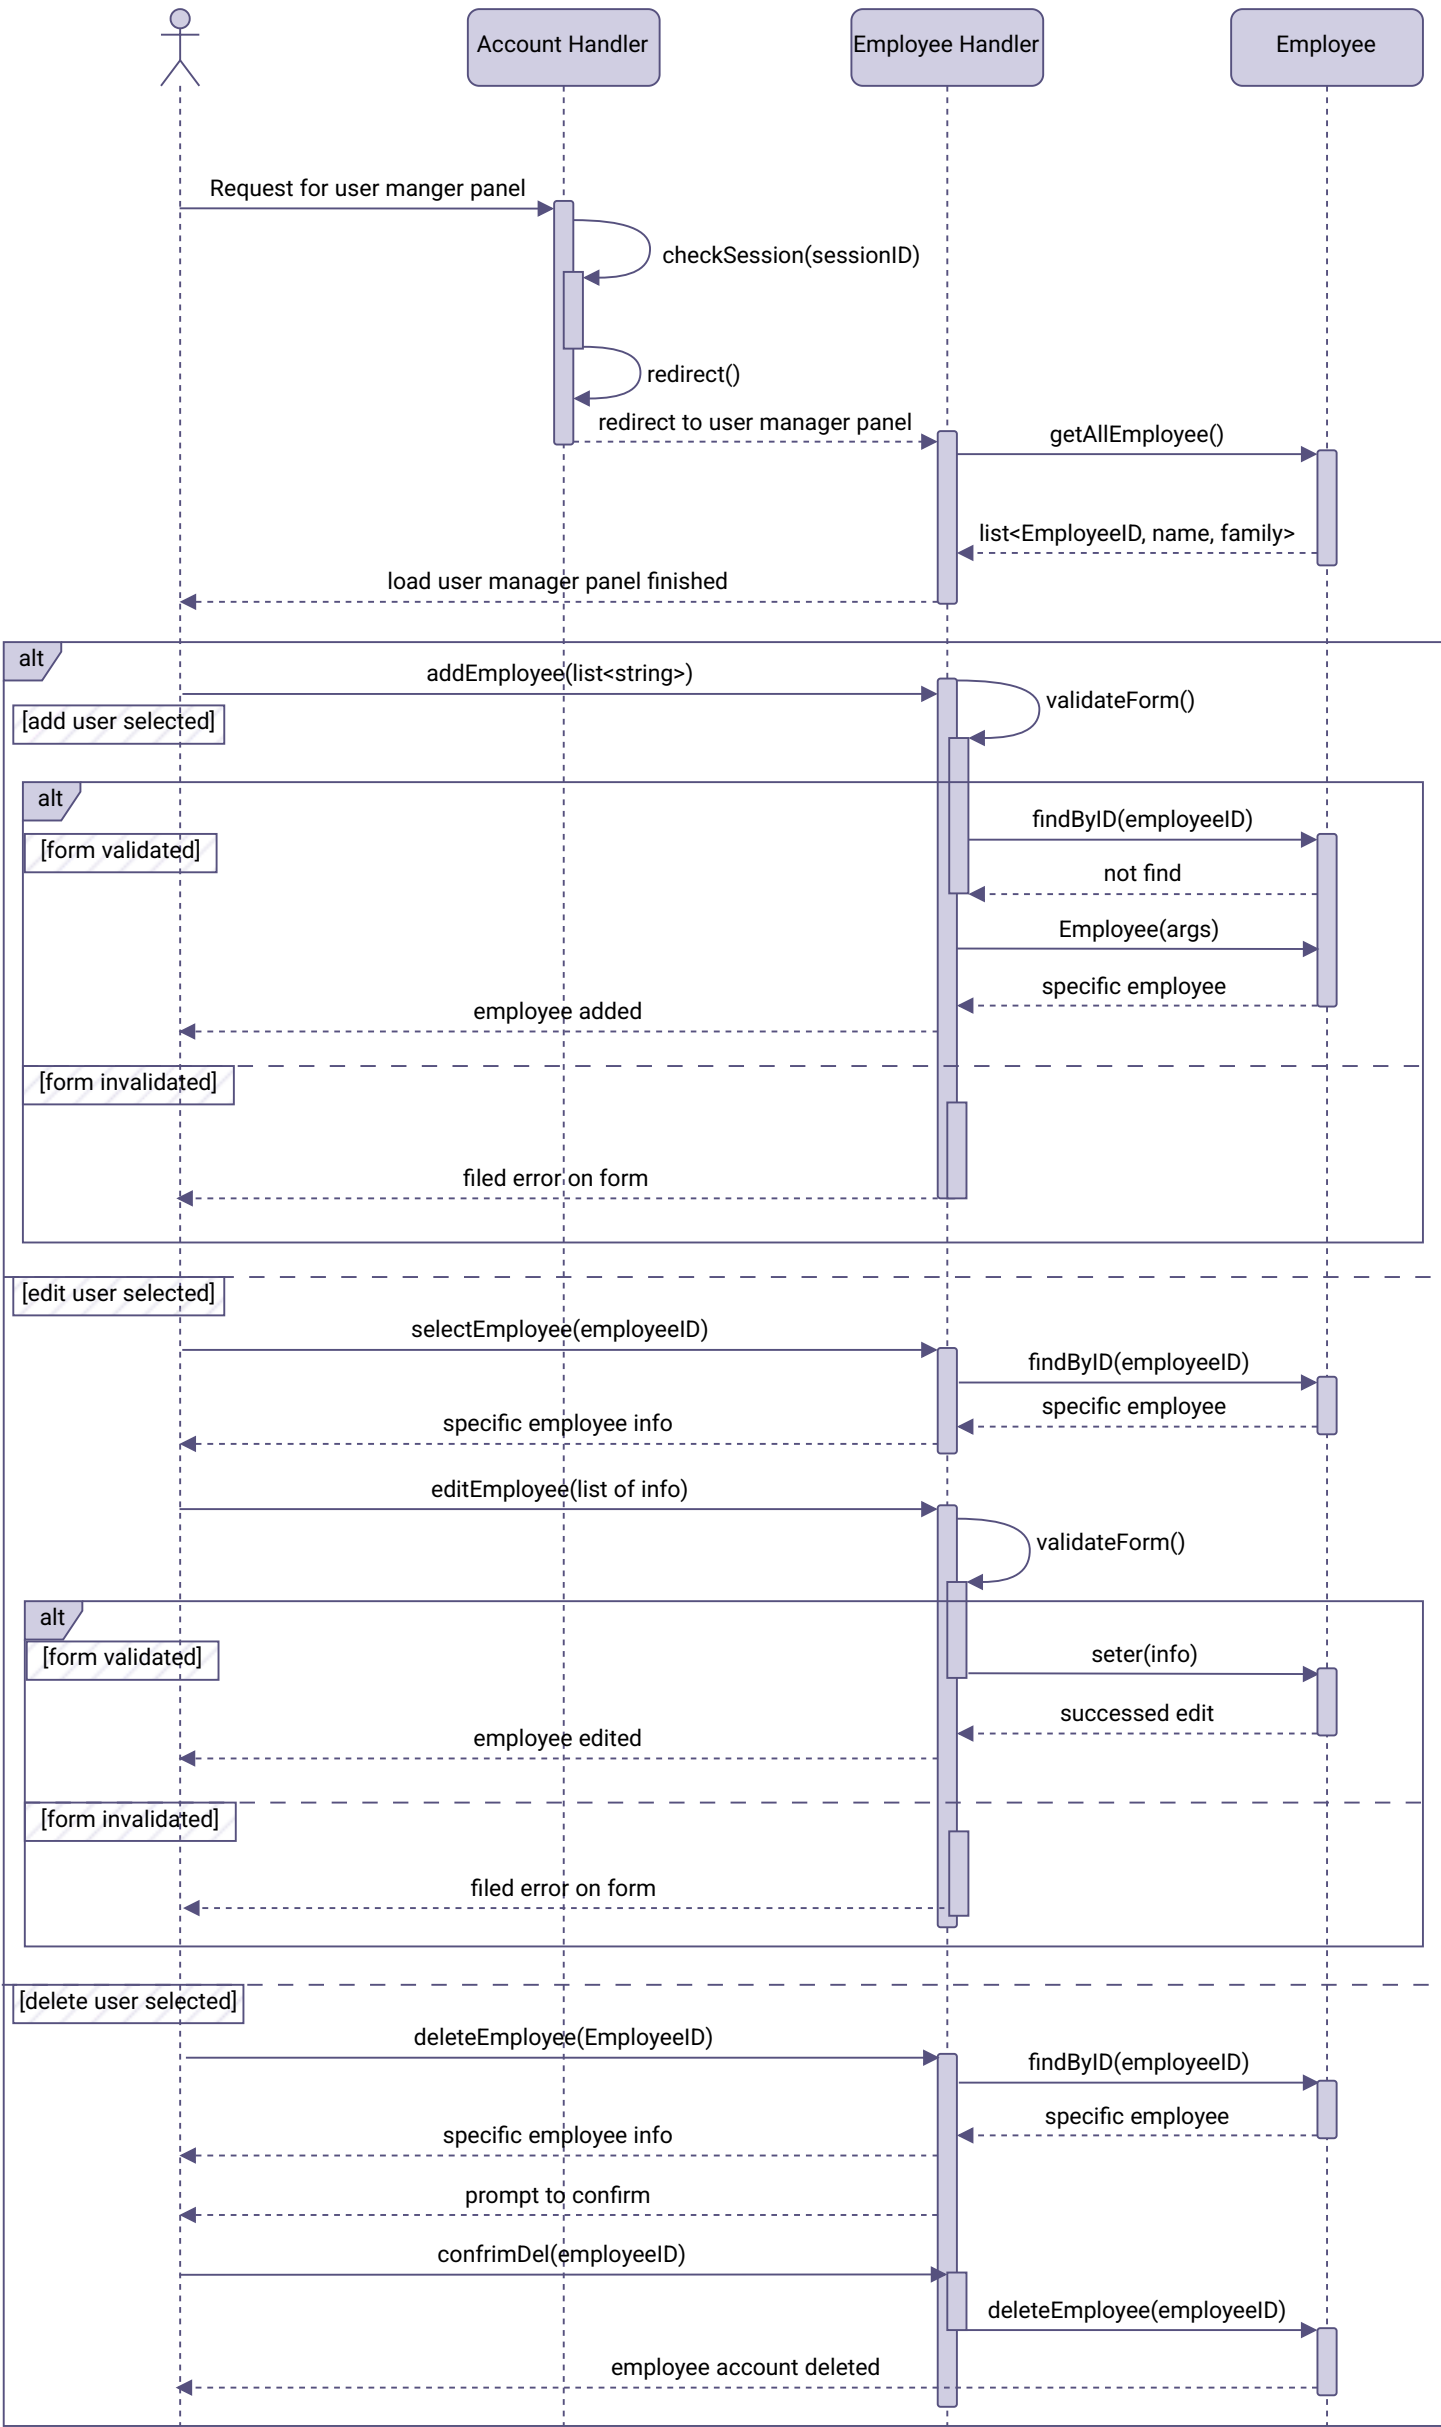 Account Handler
Employee Handler
Employee
Request for user manger panel
checkSession(sessionID)
redirect()
redirect to user manager panel
getAllEmployee()
list<EmployeeID, name, family>
load user manager panel finished
alt
addEmployee(list<string>)
validateForm()
[add user selected]
alt
findByID(employeeID)
[form validated]
not find
Employee(args)
specific employee
employee added
[form invalidated]
filed error on form
[edit user selected]
selectEmployee(employeeID)
findByID(employeeID)
specific employee
specific employee info
editEmployee(list of info)
validateForm()
alt
[form validated]
seter(info)
successed edit
employee edited
[form invalidated]
filed error on form
[delete user selected]
deleteEmployee(EmployeeID)
findByID(employeeID)
specific employee
specific employee info
prompt to confirm
confrimDel(employeeID)
deleteEmployee(employeeID)
employee account deleted